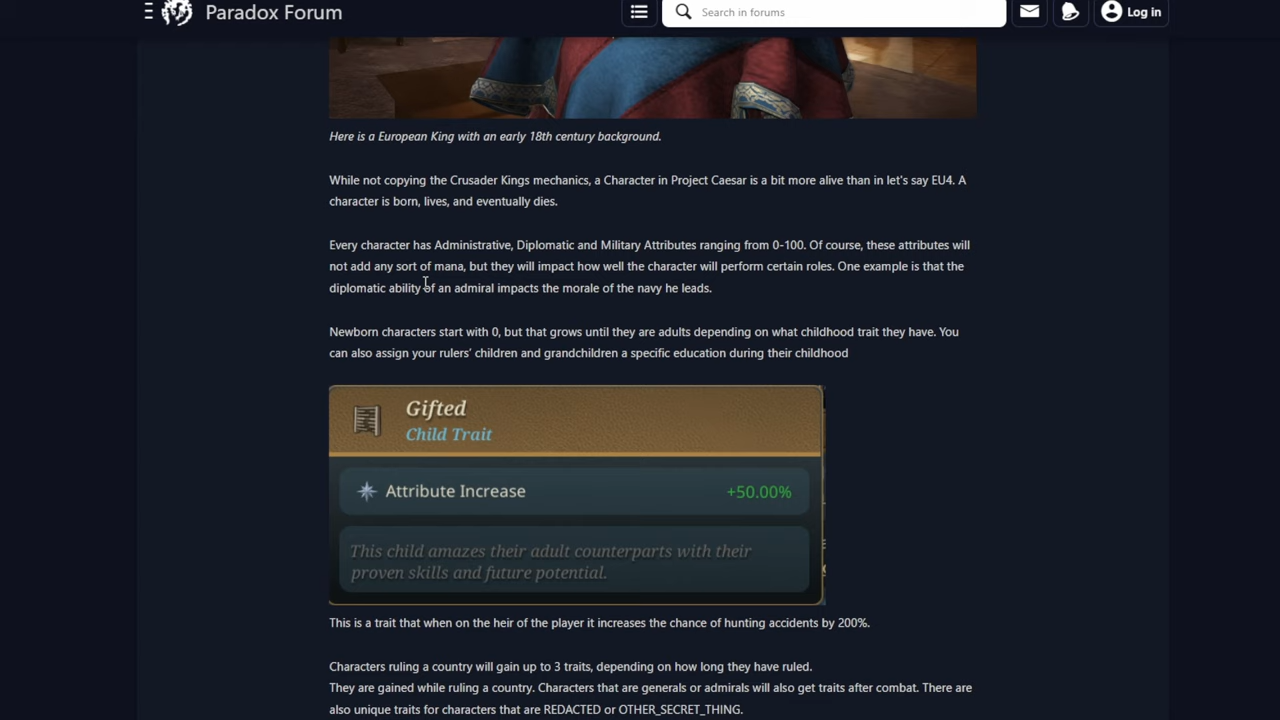 Paradox Forum
Search in forums
Log in
Here is a European King with an early 18th century background.
While not copying the Crusader Kings mechanics, a Character in Project Caesar is a bit more alive than in let's say EU4. A
character is born, lives, and eventually dies.
Every character has Administrative, Diplomatic and Military Attributes ranging from 0-100. Of course, these attributes will
not add any sort of mana, but they will impact how well the character will perform certain roles. One example is that the
diplomatic ability of an admiral impacts the morale of the navy he leads.
Newborn characters start with 0, but that grows until they are adults depending on what childhood trait they have. You
can also assign your rulers' children and grandchildren a specific education during their childhood
Gifted
Child Trait
Attribute Increase +50.00%
This child amazes their adult counterparts with their
proven skills and future potential.
This is a trait that when on the heir of the player it increases the chance of hunting accidents by 200%.
Characters ruling a country will gain up to 3 traits, depending on how long they have ruled.
They are gained while ruling a country. Characters that are generals or admirals will also get traits after combat. There are
also unique traits for characters that are REDACTED or OTHER_SECRET_THING.